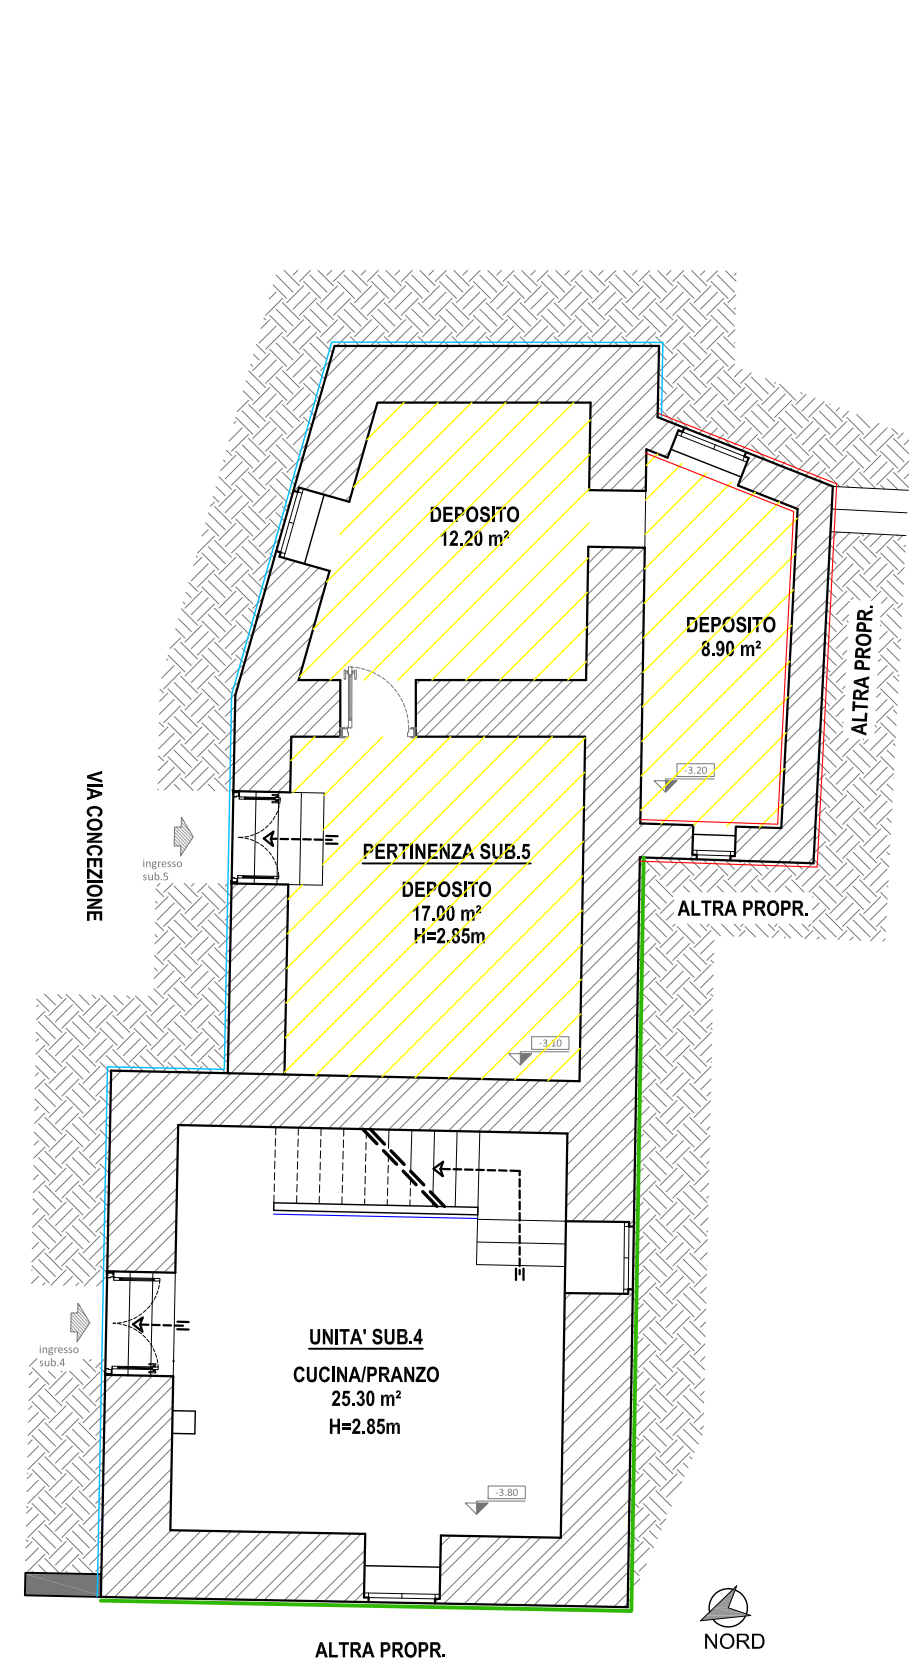 DEPOSITO
12.20 m²
DEPOSITO
8.90 m²
ALTRA PROPR.
-3.20
VIA CONCEZIONE
ingresso
sub.5
PERTINENZA SUB.5
DEPOSITO
17.00 m²
H=2.85m
ALTRA PROPR.
-3.10
ingresso
sub.4
UNITA' SUB.4
CUCINA/PRANZO
25.30 m²
H=2.85m
-3.80
NORD
ALTRA PROPR.